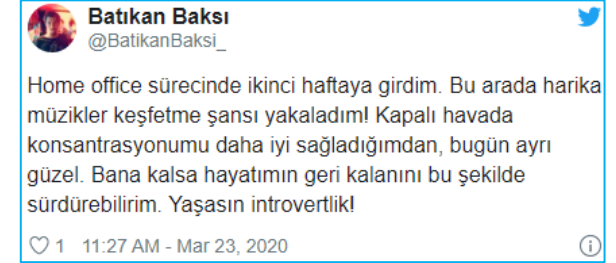 Batıkan Baksı
@BatikanBaksi_
Home office sürecinde ikinci haftaya girdim. Bu arada harika
müzikler keşfetme şansı yakaladım! Kapalı havada
konsantrasyonumu daha iyi sağladığımdan, bugün ayrı
güzel. Bana kalsa hayatımın geri kalanını bu şekilde
sürdürebilirim. Yaşasın introvertlik!
1 11:27 AM - Mar 23, 2020